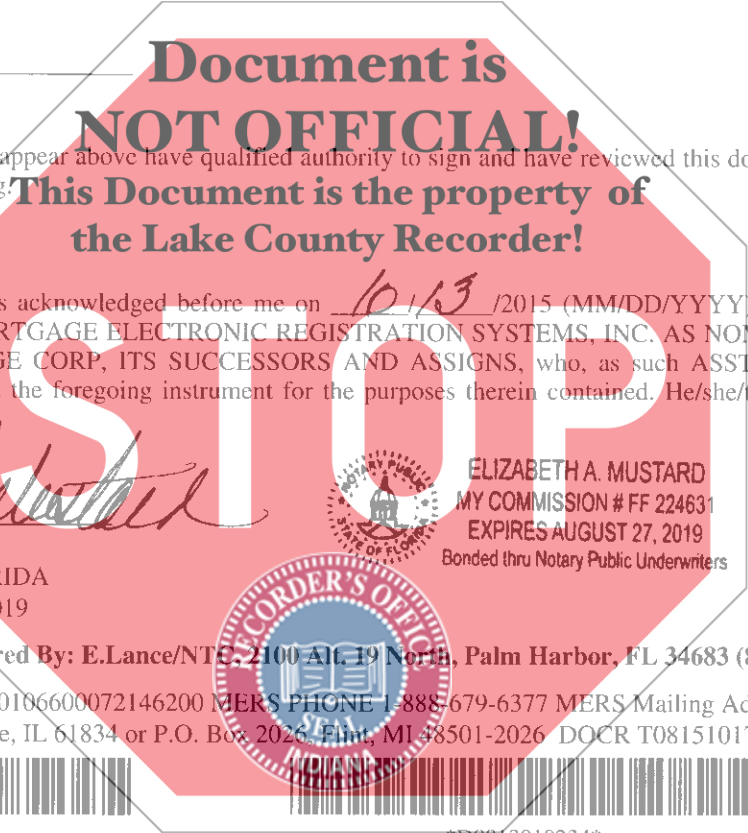 Document is
NOT OFFICIAL!
appear above have qualified authority to sign and have reviewed this do
g.
This Document is the property of
the Lake County Recorder!
s acknowledged before me on 10 / 13 /2015 (MM/DD/YYYY
RTGAGE ELECTRONIC REGISTRATION SYSTEMS, INC. AS NOM
GE CORP, ITS SUCCESSORS AND ASSIGNS, who, as such ASST
the foregoing instrument for the purposes therein contained. He/she/t
STOP
Mustard
NOTARY PUBLIC
STATE OF FLORIDA
ELIZABETH A. MUSTARD
MY COMMISSION # FF 224631
EXPIRES AUGUST 27, 2019
Bonded thru Notary Public Underwriters
RIDA
019
RECORDER'S OFFICE
SEAL
INDIANA
red By: E.Lance/NTC, 2100 Alt. 19 North, Palm Harbor, FL 34683 (8
0106600072146200 MERS PHONE 1-888-679-6377 MERS Mailing Ad
e, IL 61834 or P.O. Box 2026, Flint, MI 48501-2026 DOCR T08151017